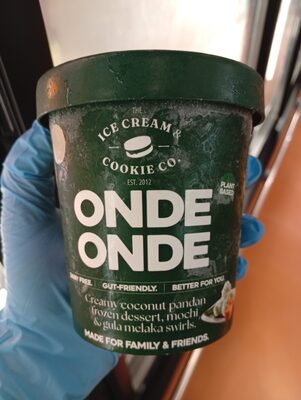 THE
ICE CREAM &
COOKIE CO.
EST. 2012
ONDE
ONDE
PLANT
BASED
FREE. | GUT-FRIENDLY. | BETTER FOR YOU.
Creamy coconut pandan
frozen dessert, mochi
& gula melaka swirls.
MADE FOR FAMILY & FRIENDS.